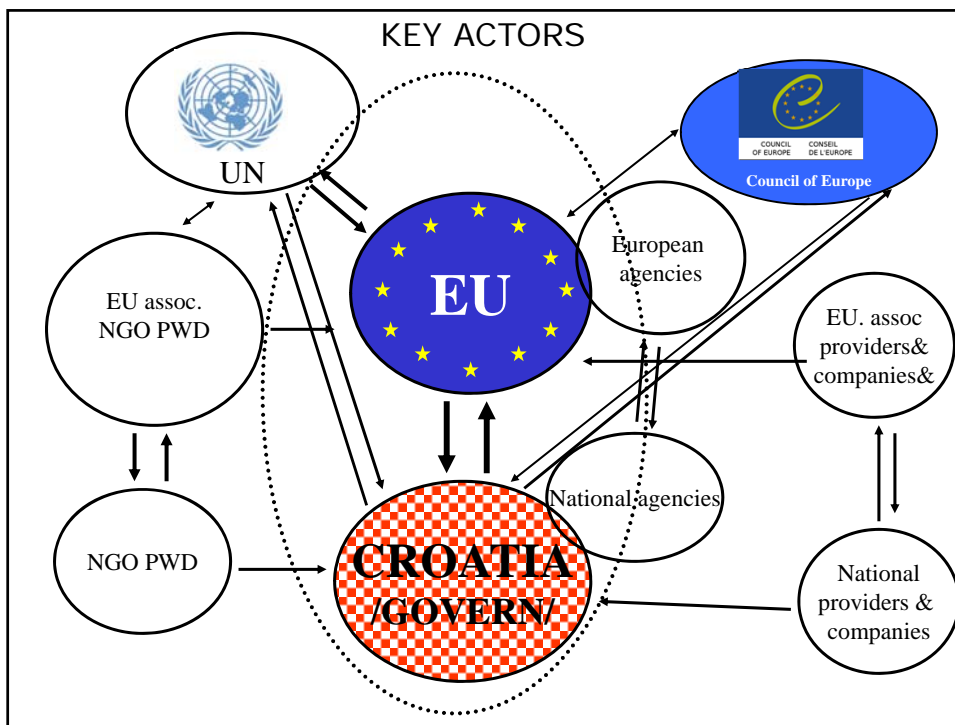 KEY ACTORS
UN
COUNCIL OF EUROPE
CONSEIL DE L'EUROPE
Council of Europe
EU
European
agencies
EU assoc.
NGO PWD
EU. assoc
providers&
companies&
National agencies
NGO PWD
CROATIA
/GOVERN/
National
providers &
companies